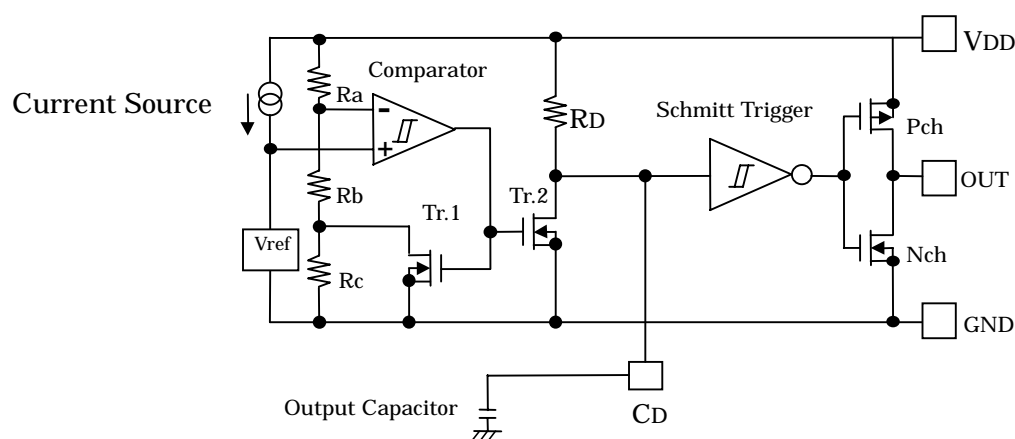 VDD
Comparator
Current Source
Ra
-
+
RD
Schmitt Trigger
Pch
OUT
Rb
Tr.1
Tr.2
Vref
Rc
Nch
GND
Output Capacitor
CD